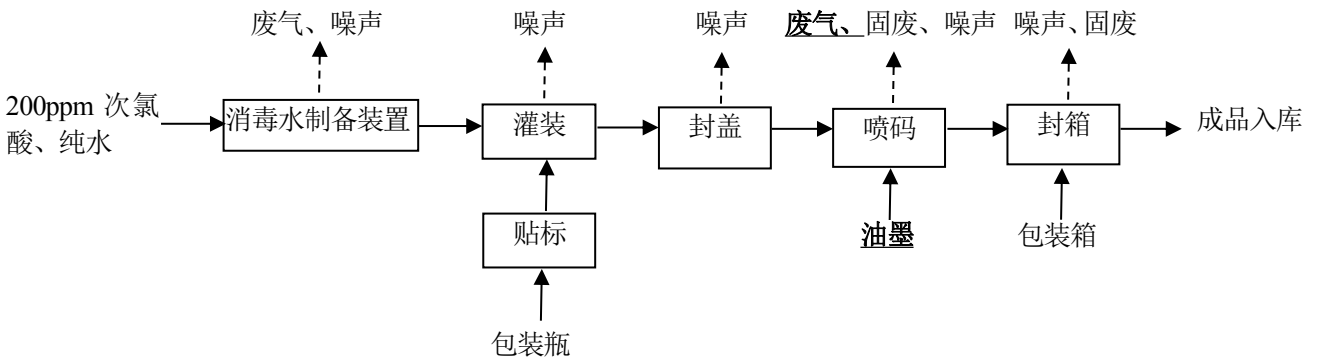 废气、噪声
噪声
噪声
废气、固废、噪声
噪声、固废
200ppm 次氯
酸、纯水
消毒水制备装置
灌装
封盖
喷码
封箱
成品入库
贴标
油墨
包装箱
包装瓶